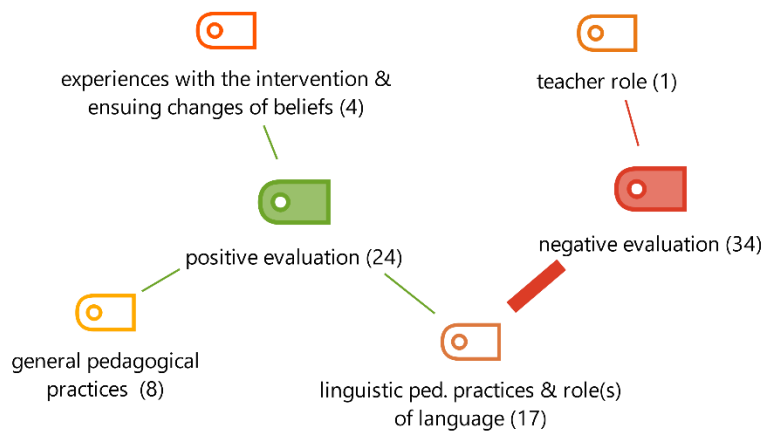 experiences with the intervention &
ensuing changes of beliefs (4)
teacher role (1)
positive evaluation (24)
negative evaluation (34)
general pedagogical
practices (8)
linguistic ped. practices & role(s)
of language (17)